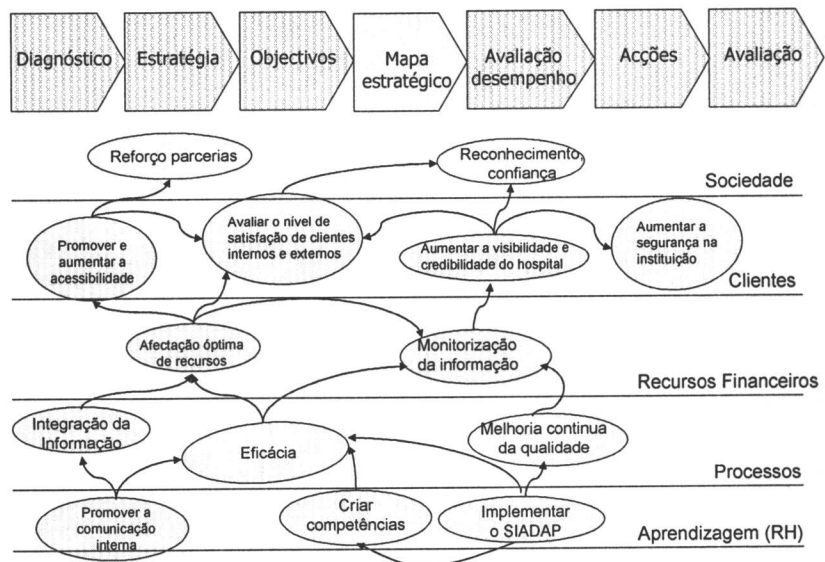 Diagnóstico
Estratégia
Objectivos
Mapa
estratégico
Avaliação
desempenho
Acções
Avaliação
Reforço parcerias
Reconhecimento,
confiança
Sociedade
Promover e
aumentar a
acessibilidade
Avaliar o nível de
satisfação de clientes
internos e externos
Aumentar a visibilidade e
credibilidade do hospital
Aumentar a
segurança na
instituição
Clientes
Afectação óptima
de recursos
Monitorização
da informação
Recursos Financeiros
Integração da
Informação
Eficácia
Melhoria continua
da qualidade
Processos
Promover a
comunicação
interna
Criar
competências
Implementar
o SIADAP
Aprendizagem (RH)